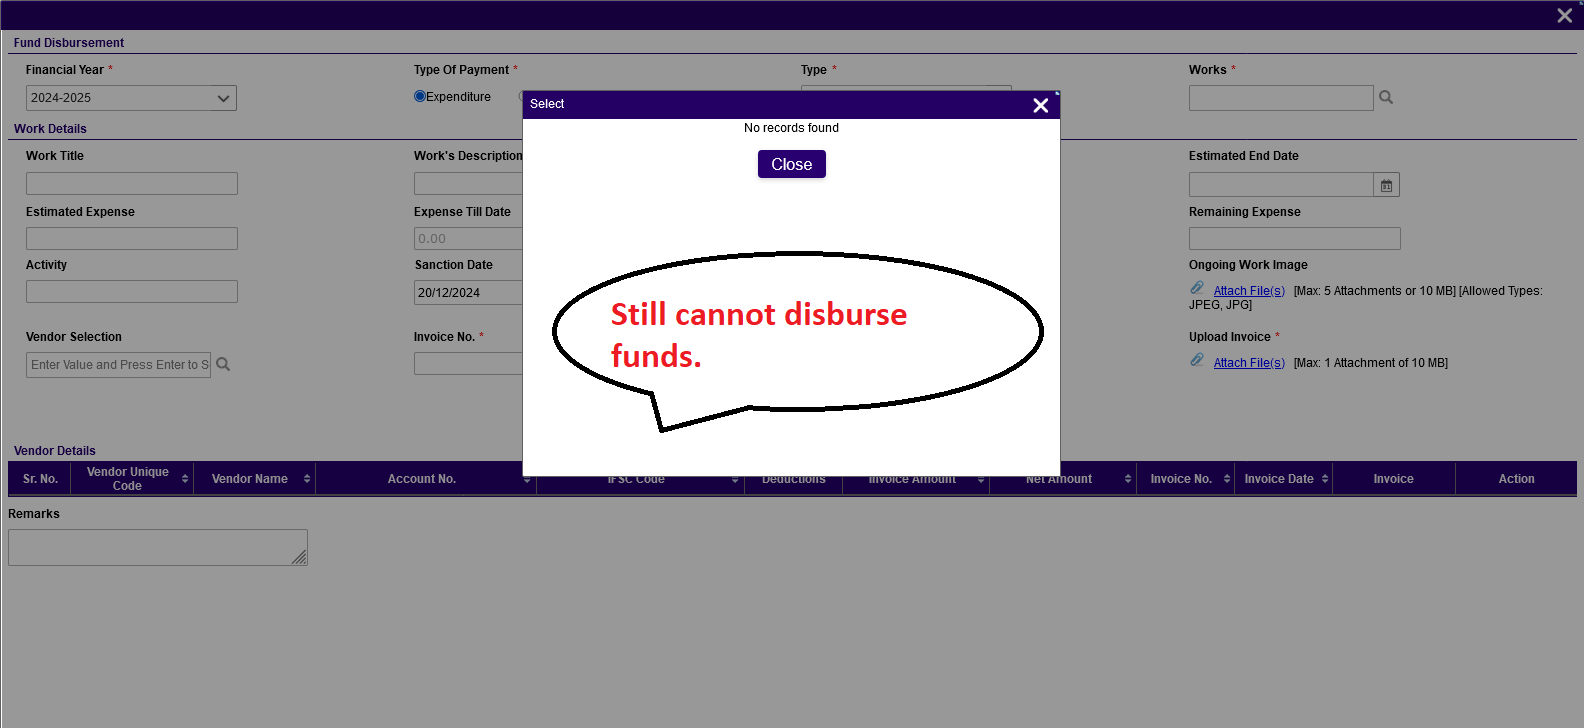 Fund Disbursement
Financial Year *
Type Of Payment *
Type *
Works *
2024-2025
Expenditure
Select
No records found
Close
Work Details
Work Title
Work's Description
Estimated End Date
Estimated Expense
Expense Till Date
Remaining Expense
0.00
Activity
Sanction Date
Ongoing Work Image
20/12/2024
Attach File(s) [Max: 5 Attachments or 10 MB] [Allowed Types:
JPEG, JPG]
Still cannot disburse
funds.
Vendor Selection
Invoice No. *
Upload Invoice *
Enter Value and Press Enter to S
Attach File(s) [Max: 1 Attachment of 10 MB]
Vendor Details
Sr. No.
Vendor Unique
Code
Vendor Name
Account No.
IFSC Code
Deductions
Invoice Amount
Net Amount
Invoice No.
Invoice Date
Invoice
Action
Remarks